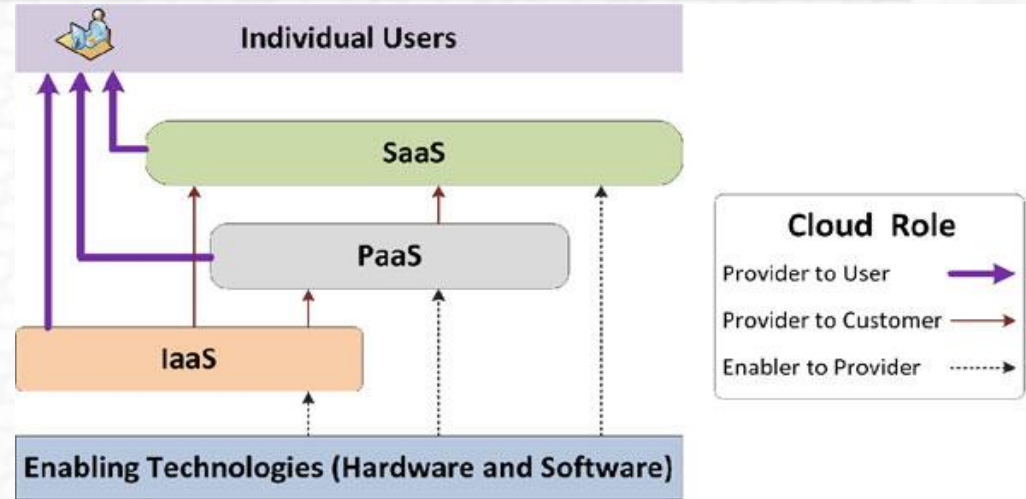 Individual Users
SaaS
PaaS
IaaS
Enabling Technologies (Hardware and Software)
Cloud Role
Provider to User
Provider to Customer
Enabler to Provider